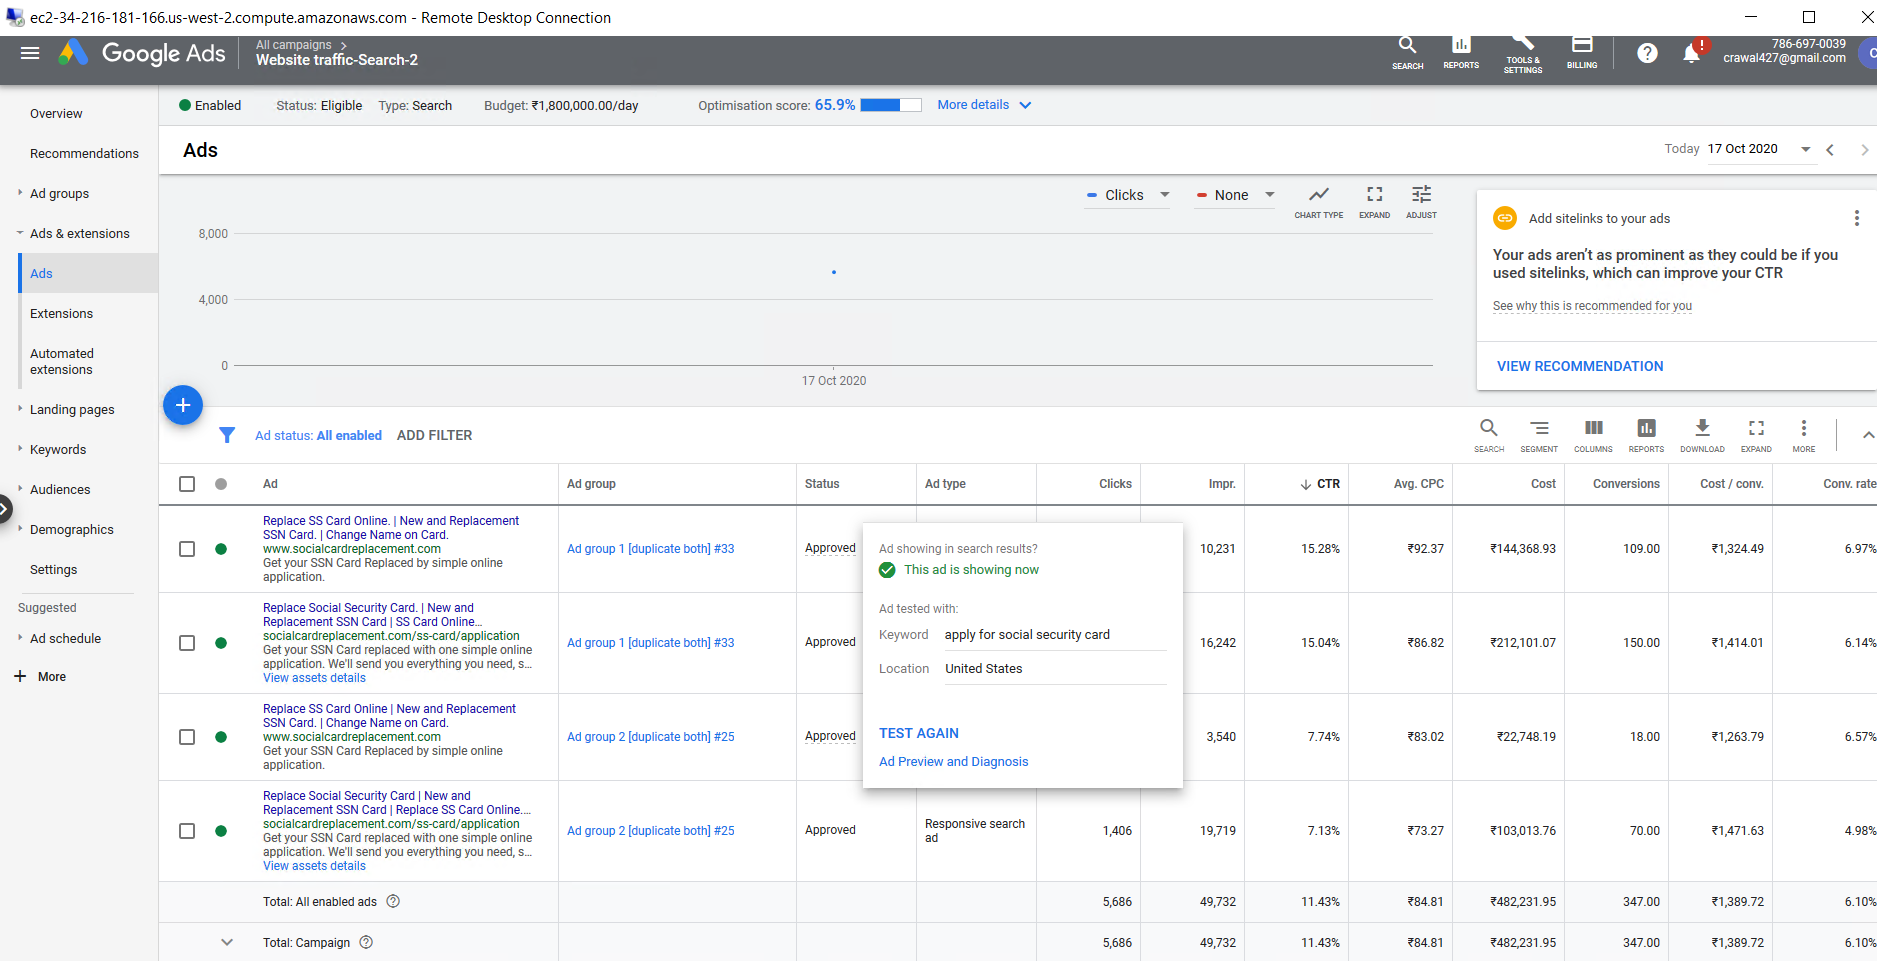 ec2-34-216-181-166.us-west-2.compute.amazonaws.com - Remote Desktop Connection
Google Ads
All campaigns
Website traffic-Search-2
SEARCH
REPORTS
TOOLS & SETTINGS
BILLING
786-697-0039
crawal427@gmail.com
C
Overview
Recommendations
Ad groups
Ads & extensions
Ads
Extensions
Automated extensions
Landing pages
Keywords
Audiences
Demographics
Settings
Suggested
Ad schedule
More
Enabled Status: Eligible Type: Search Budget: ₹1,800,000.00/day Optimisation score: 65.9% More details
Ads
Today 17 Oct 2020
Clicks None CHART TYPE EXPAND ADJUST
8,000
4,000
0
17 Oct 2020
Add sitelinks to your ads
Your ads aren't as prominent as they could be if you
used sitelinks, which can improve your CTR
See why this is recommended for you
VIEW RECOMMENDATION
Ad status: All enabled ADD FILTER
SEARCH SEGMENT COLUMNS REPORTS DOWNLOAD EXPAND MORE
Ad Ad group Status Ad type Clicks Impr. CTR Avg. CPC Cost Conversions Cost / conv. Conv. rate
Replace SS Card Online. | New and Replacement
SSN Card. | Change Name on Card.
www.socialcardreplacement.com
Get your SSN Card Replaced by simple online
application.
Ad group 1 [duplicate both] #33 Approved 10,231 15.28% ₹92.37 ₹144,368.93 109.00 ₹1,324.49 6.97%
Replace Social Security Card. | New and
Replacement SSN Card | SS Card Online...
socialcardreplacement.com/ss-card/application
Get your SSN Card replaced with one simple online
application. We'll send you everything you need, s...
View assets details
Ad group 1 [duplicate both] #33 Approved 16,242 15.04% ₹86.82 ₹212,101.07 150.00 ₹1,414.01 6.14%
Replace SS Card Online | New and Replacement
SSN Card. | Change Name on Card.
www.socialcardreplacement.com
Get your SSN Card Replaced by simple online
application.
Ad group 2 [duplicate both] #25 Approved 3,540 7.74% ₹83.02 ₹22,748.19 18.00 ₹1,263.79 6.57%
Replace Social Security Card | New and
Replacement SSN Card | Replace SS Card Online....
socialcardreplacement.com/ss-card/application
Get your SSN Card replaced with one simple online
application. We'll send you everything you need, s...
View assets details
Ad group 2 [duplicate both] #25 Approved Responsive search ad 1,406 19,719 7.13% ₹73.27 ₹103,013.76 70.00 ₹1,471.63 4.98%
Ad showing in search results?
This ad is showing now
Ad tested with:
Keyword apply for social security card
Location United States
TEST AGAIN
Ad Preview and Diagnosis
Total: All enabled ads 5,686 49,732 11.43% ₹84.81 ₹482,231.95 347.00 ₹1,389.72 6.10%
Total: Campaign 5,686 49,732 11.43% ₹84.81 ₹482,231.95 347.00 ₹1,389.72 6.10%